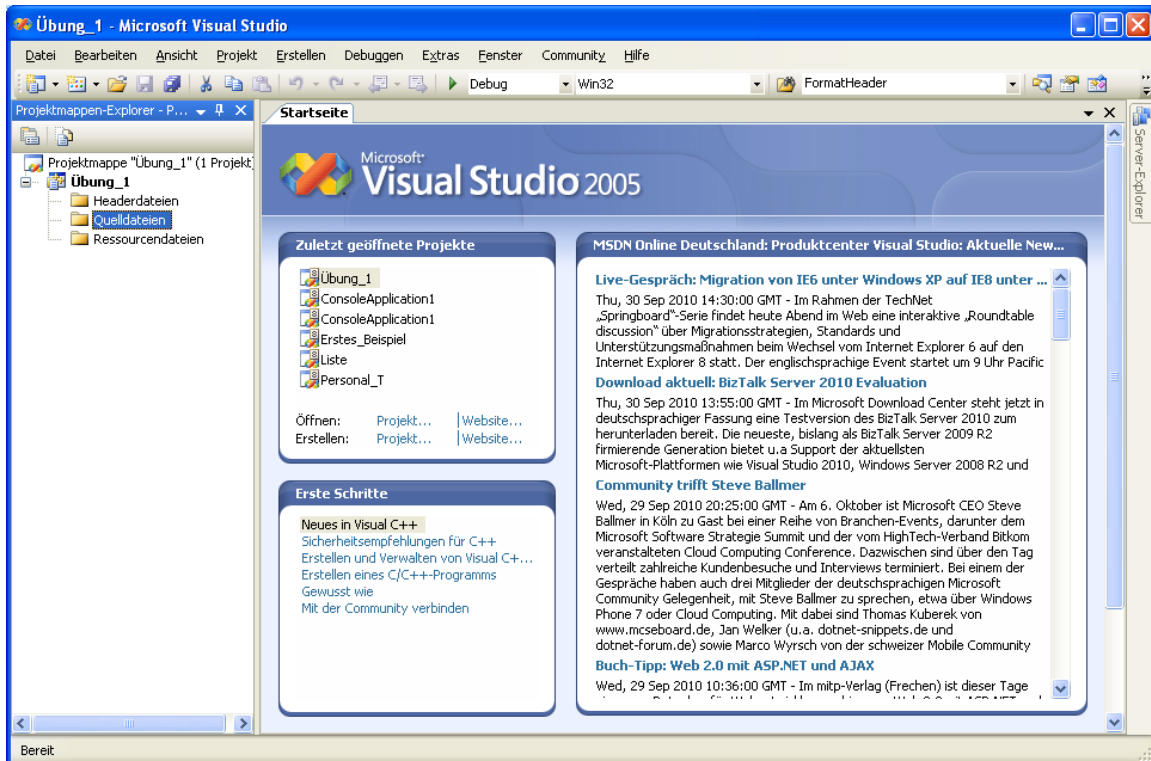 Übung_1 - Microsoft Visual Studio
Datei Bearbeiten Ansicht Projekt Erstellen Debuggen Extras Fenster Community Hilfe
Debug Win32 FormatHeader
Projektmappen-Explorer - P...
Projektmappe "Übung_1" (1 Projekt)
Übung_1
Headerdateien
Quelldateien
Ressourcendateien
Startseite
Microsoft
Visual Studio 2005
Zuletzt geöffnete Projekte
Übung_1
ConsoleApplication1
ConsoleApplication1
Erstes_Beispiel
Liste
Personal_T
Öffnen: Projekt... Website...
Erstellen: Projekt... Website...
Erste Schritte
Neues in Visual C++
Sicherheitsempfehlungen für C++
Erstellen und Verwalten von Visual C+...
Erstellen eines C/C++-Programms
Gewusst wie
Mit der Community verbinden
MSDN Online Deutschland: Produktcenter Visual Studio: Aktuelle New...
Live-Gespräch: Migration von IE6 unter Windows XP auf IE8 unter ...
Thu, 30 Sep 2010 14:30:00 GMT - Im Rahmen der TechNet
„Springboard"-Serie findet heute Abend im Web eine interaktive „Roundtable
discussion" über Migrationsstrategien, Standards und
Unterstützungsmaßnahmen beim Wechsel vom Internet Explorer 6 auf den
Internet Explorer 8 statt. Der englischsprachige Event startet um 9 Uhr Pacific
Download aktuell: BizTalk Server 2010 Evaluation
Thu, 30 Sep 2010 13:55:00 GMT - Im Microsoft Download Center steht jetzt in
deutschsprachiger Fassung eine Testversion des BizTalk Server 2010 zum
herunterladen bereit. Die neueste, bislang als BizTalk Server 2009 R2
firmierende Generation bietet u.a Support der aktuellsten
Microsoft-Plattformen wie Visual Studio 2010, Windows Server 2008 R2 und
Community trifft Steve Ballmer
Wed, 29 Sep 2010 20:25:00 GMT - Am 6. Oktober ist Microsoft CEO Steve
Ballmer in Köln zu Gast bei einer Reihe von Branchen-Events, darunter dem
Microsoft Software Strategie Summit und der vom HighTech-Verband Bitkom
veranstalteten Cloud Computing Conference. Dazwischen sind über den Tag
verteilt zahlreiche Kundenbesuche und Interviews terminiert. Bei einem der
Gespräche haben auch drei Mitglieder der deutschsprachigen Microsoft
Community Gelegenheit, mit Steve Ballmer zu sprechen, etwa über Windows
Phone 7 oder Cloud Computing. Mit dabei sind Thomas Kuberek von
www.mcseboard.de, Jan Welker (u.a. dotnet-snippets.de und
dotnet-forum.de) sowie Marco Wyrsch von der schweizer Mobile Community
Buch-Tipp: Web 2.0 mit ASP.NET und AJAX
Wed, 29 Sep 2010 10:36:00 GMT - Im mitp-Verlag (Frechen) ist dieser Tage
Server-Explorer
Bereit